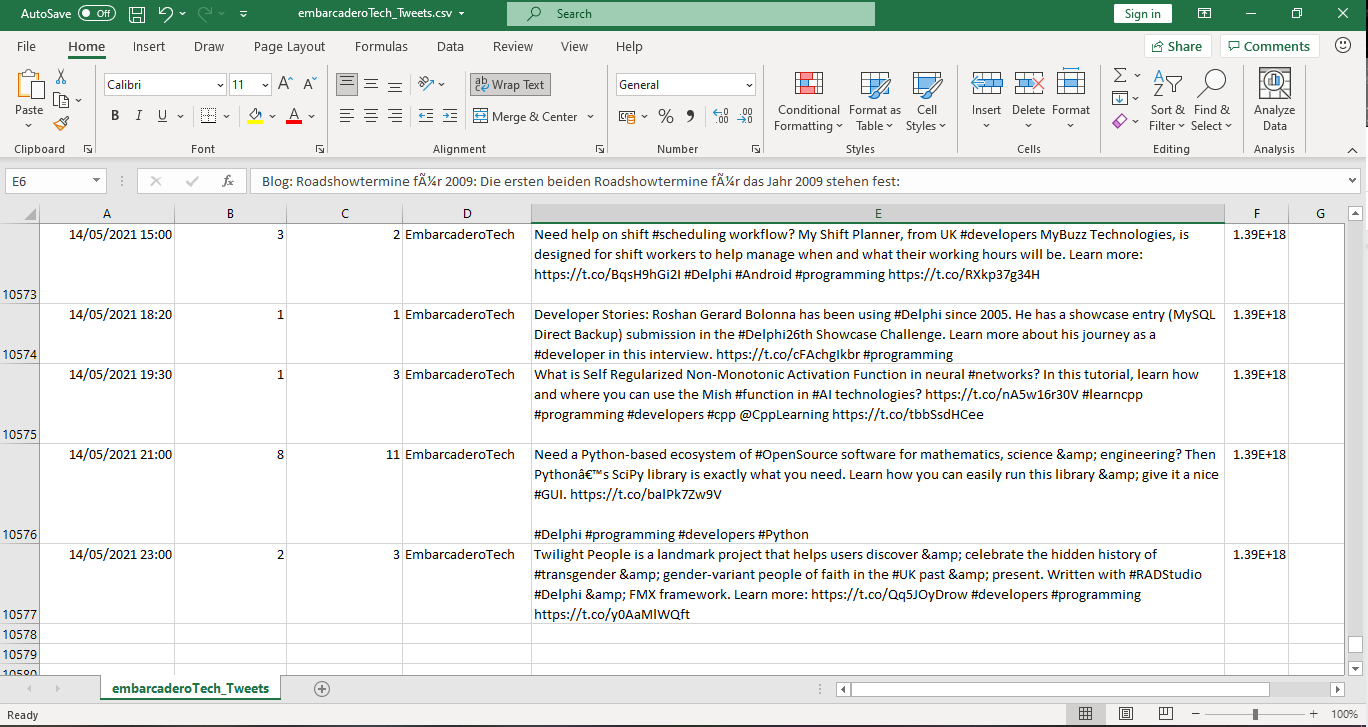 AutoSave Off embarcaderoTech_Tweets.csv Search Sign in
File Home Insert Draw Page Layout Formulas Data Review View Help Share Comments
Paste Calibri 11 Wrap Text General Conditional Formatting Format as Table Cell Styles Insert Delete Format Sort & Filter Find & Select Analyze Data
B I U Merge & Center
Clipboard Font Alignment Number Styles Cells Editing Analysis
E6 fx Blog: Roadshowtermine fÃ¼r 2009: Die ersten beiden Roadshowtermine fÃ¼r das Jahr 2009 stehen fest:
A B C D E F G
14/05/2021 15:00 3 2 EmbarcaderoTech Need help on shift #scheduling workflow? My Shift Planner, from UK #developers MyBuzz Technologies, is 1.39E+18
designed for shift workers to help manage when and what their working hours will be. Learn more:
https://t.co/BqsH9hGi2I #Delphi #Android #programming https://t.co/RXkp37g34H
10573
14/05/2021 18:20 1 1 EmbarcaderoTech Developer Stories: Roshan Gerard Bolonna has been using #Delphi since 2005. He has a showcase entry (MySQL 1.39E+18
Direct Backup) submission in the #Delphi26th Showcase Challenge. Learn more about his journey as a
10574 #developer in this interview. https://t.co/cFAchgIkbr #programming
14/05/2021 19:30 1 3 EmbarcaderoTech What is Self Regularized Non-Monotonic Activation Function in neural #networks? In this tutorial, learn how 1.39E+18
and where you can use the Mish #function in #AI technologies? https://t.co/nA5w16r30V #learncpp
#programming #developers #cpp @CppLearning https://t.co/tbbSsdHCee
10575
14/05/2021 21:00 8 11 EmbarcaderoTech Need a Python-based ecosystem of #OpenSource software for mathematics, science &amp; engineering? Then 1.39E+18
Pythonâ€™s SciPy library is exactly what you need. Learn how you can easily run this library &amp; give it a nice
#GUI. https://t.co/balPk7Zw9V
10576 #Delphi #programming #developers #Python
14/05/2021 23:00 2 3 EmbarcaderoTech Twilight People is a landmark project that helps users discover &amp; celebrate the hidden history of 1.39E+18
#transgender &amp; gender-variant people of faith in the #UK past &amp; present. Written with #RADStudio
#Delphi &amp; FMX framework. Learn more: https://t.co/Qq5JOyDrow #developers #programming
10577 https://t.co/y0AaMlWQft
10578
10579
10580
embarcaderoTech_Tweets
Ready 100%